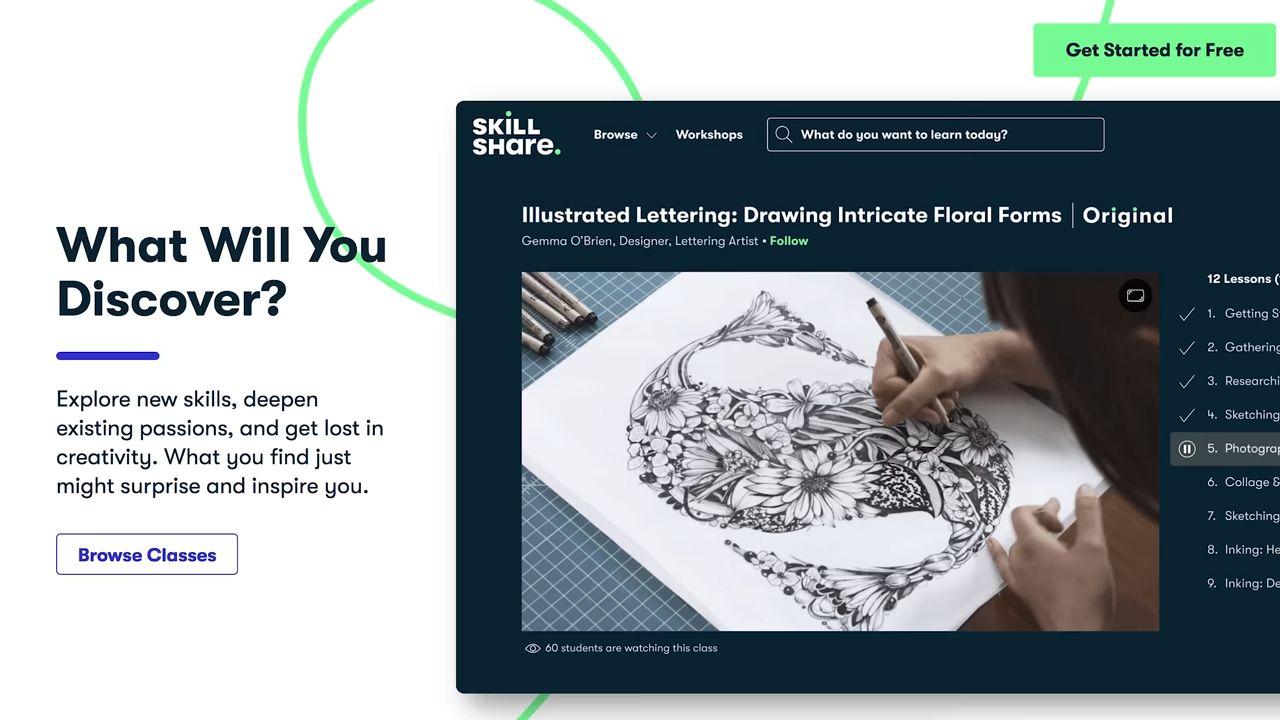 Get Started for Free
SKILL
SHARE.
Browse
Workshops
What do you want to learn today?
What Will You
Discover?
Explore new skills, deepen
existing passions, and get lost in
creativity. What you find just
might surprise and inspire you.
Browse Classes
Illustrated Lettering: Drawing Intricate Floral Forms | Original
Gemma O'Brien, Designer, Lettering Artist • Follow
12 Lessons (
1. Getting S
2. Gathering
3. Researchi
4. Sketching
5. Photograp
6. Collage &
7. Sketching
8. Inking: He
9. Inking: De
60 students are watching this class